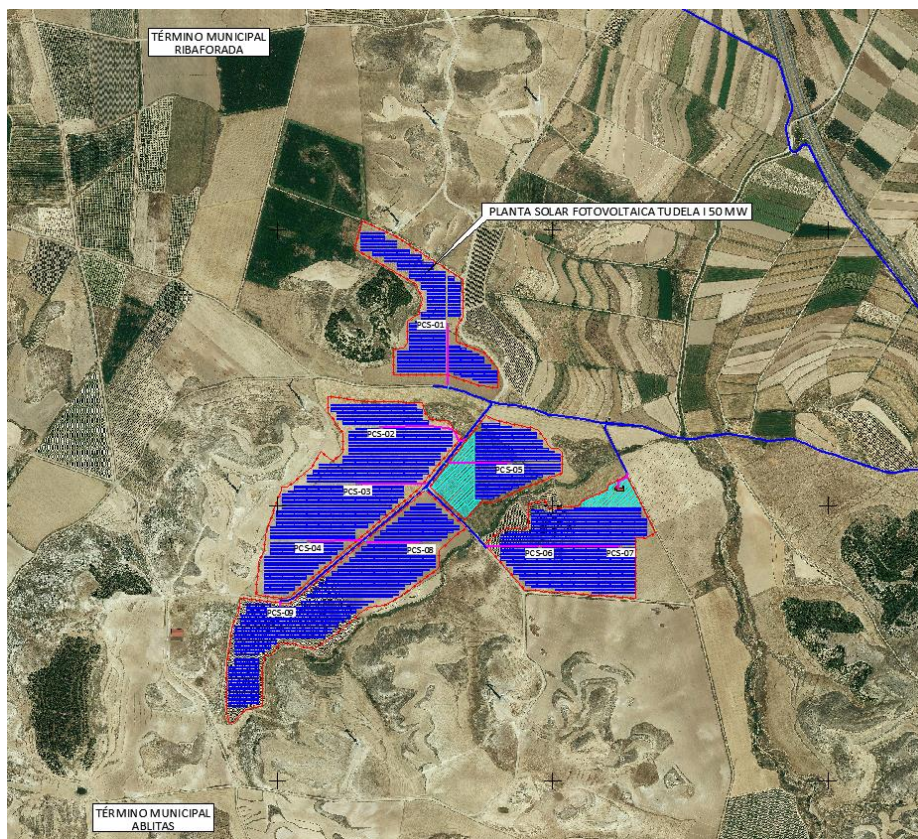 TÉRMINO MUNICIPAL
RIBAFORADA
PLANTA SOLAR FOTOVOLTAICA TUDELA I 50 MW
PCS-01
PCS-02
PCS-05
PCS-03
PCS-04
PCS-08
PCS-06
PCS-07
PCS-09
TÉRMINO MUNICIPAL
ABLITAS